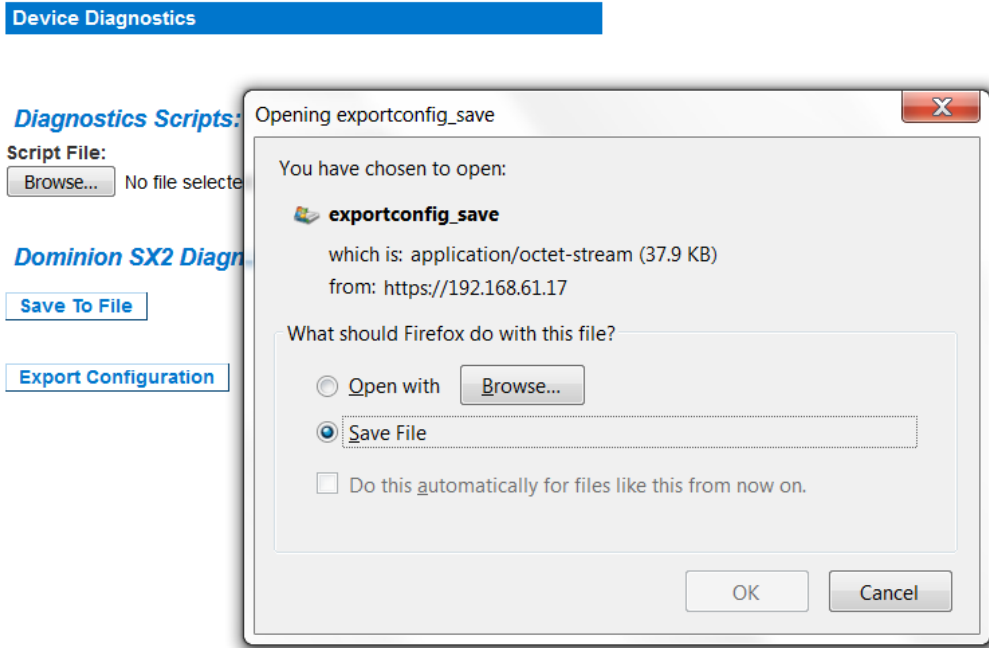 Device Diagnostics
Diagnostics Scripts:
Script File:
Browse... No file selecte
Dominion SX2 Diagn
Save To File
Export Configuration
Opening exportconfig_save
You have chosen to open:
exportconfig_save
which is: application/octet-stream (37.9 KB)
from: https://192.168.61.17
What should Firefox do with this file?
Open with Browse...
Save File
Do this automatically for files like this from now on.
OK Cancel